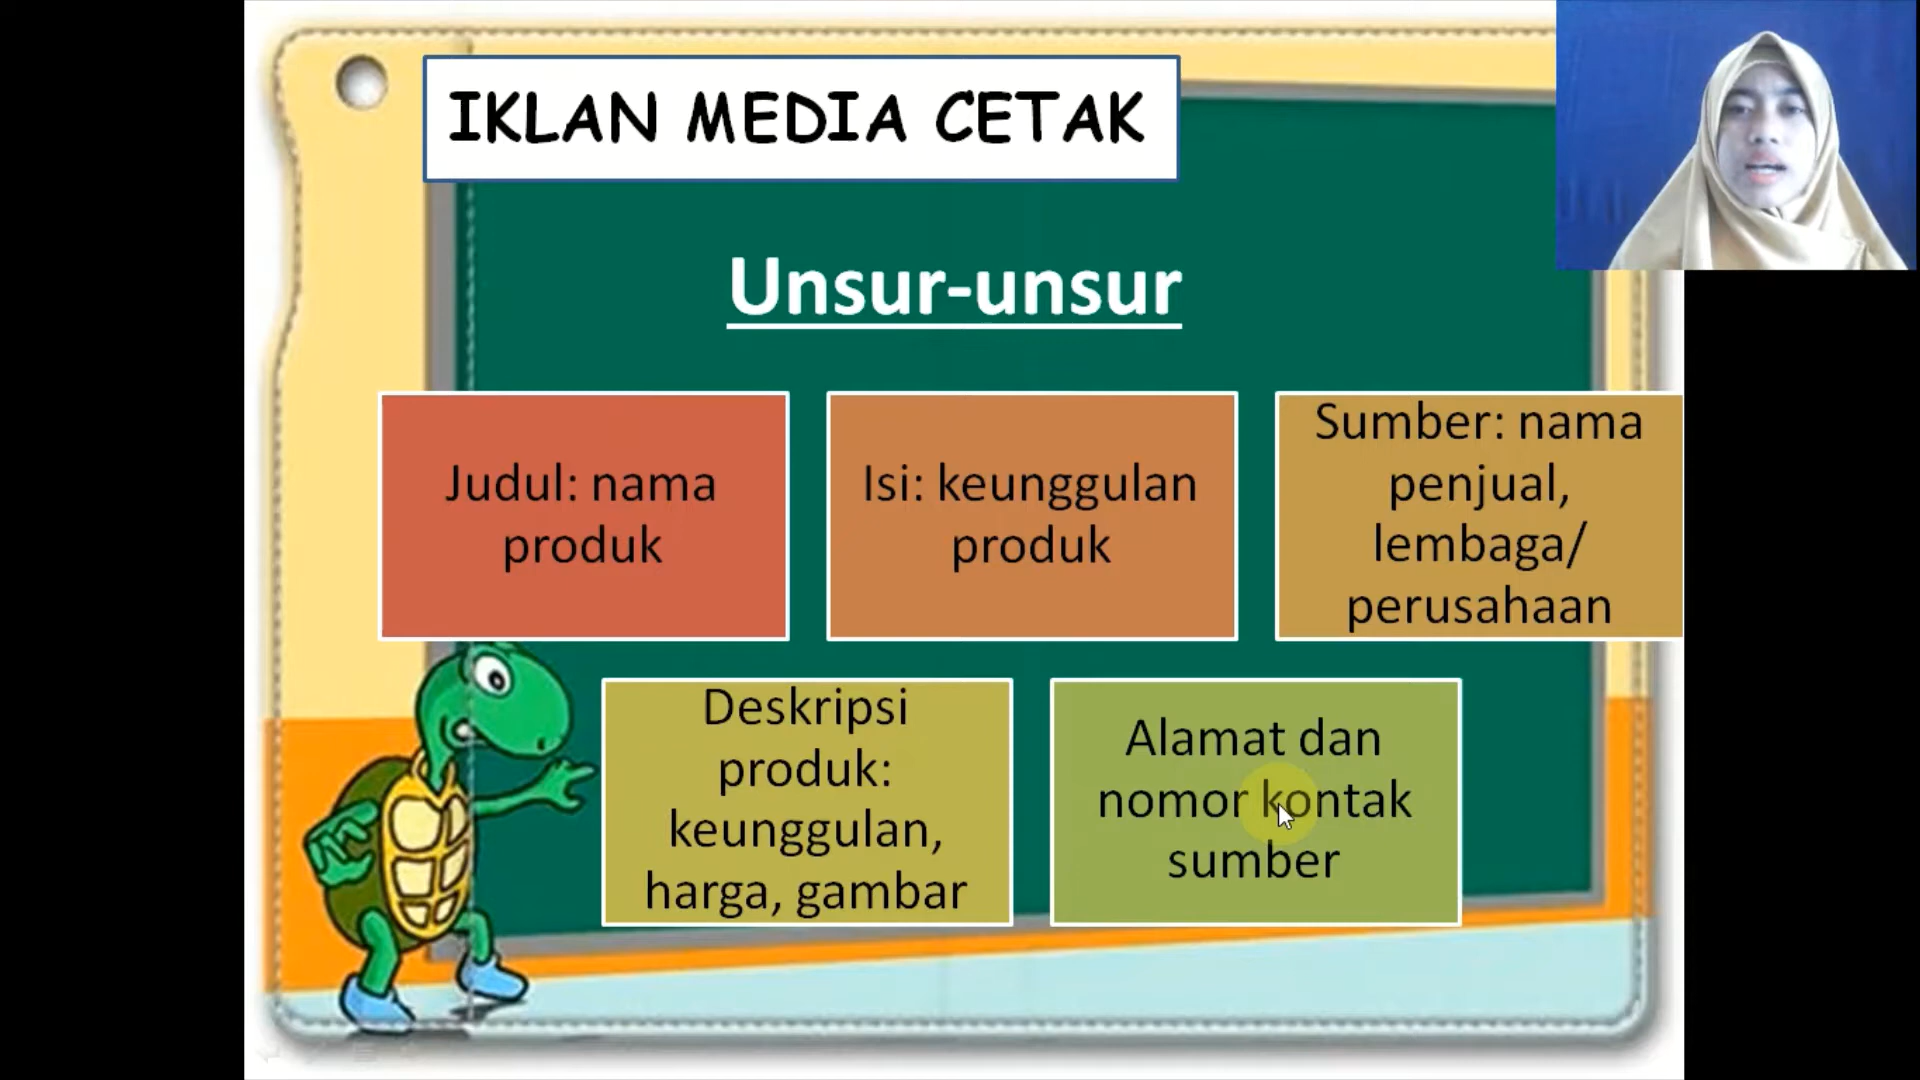 IKLAN MEDIA CETAK
Unsur-unsur
Judul: nama
produk
Isi: keunggulan
produk
Sumber: nama
penjual,
lembaga/
perusahaan
Deskripsi
produk:
keunggulan,
harga, gambar
Alamat dan
nomor kontak
sumber